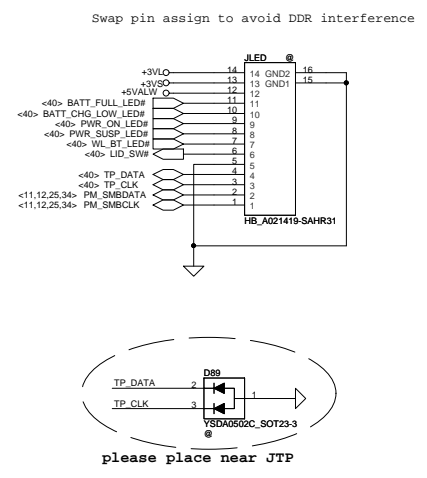 Swap pin assign to avoid DDR interference
JLED @
+3VL 14 14 GND2 16
+3VS 13 13 GND1 15
+5VALW 12 12
<40> BATT_FULL_LED# 11 11
<40> BATT_CHG_LOW_LED# 10 10
<40> PWR_ON_LED# 9 9
<40> PWR_SUSP_LED# 8 8
<40> WL_BT_LED# 7 7
<40> LID_SW# 6 6
5 5
<40> TP_DATA 4 4
<40> TP_CLK 3 3
<11,12,25,34> PM_SMBDATA 2 2
<11,12,25,34> PM_SMBCLK 1 1
HB_A021419-SAHR31
D89
TP_DATA 2
1
TP_CLK 3
YSDA0502C_SOT23-3
@
please place near JTP